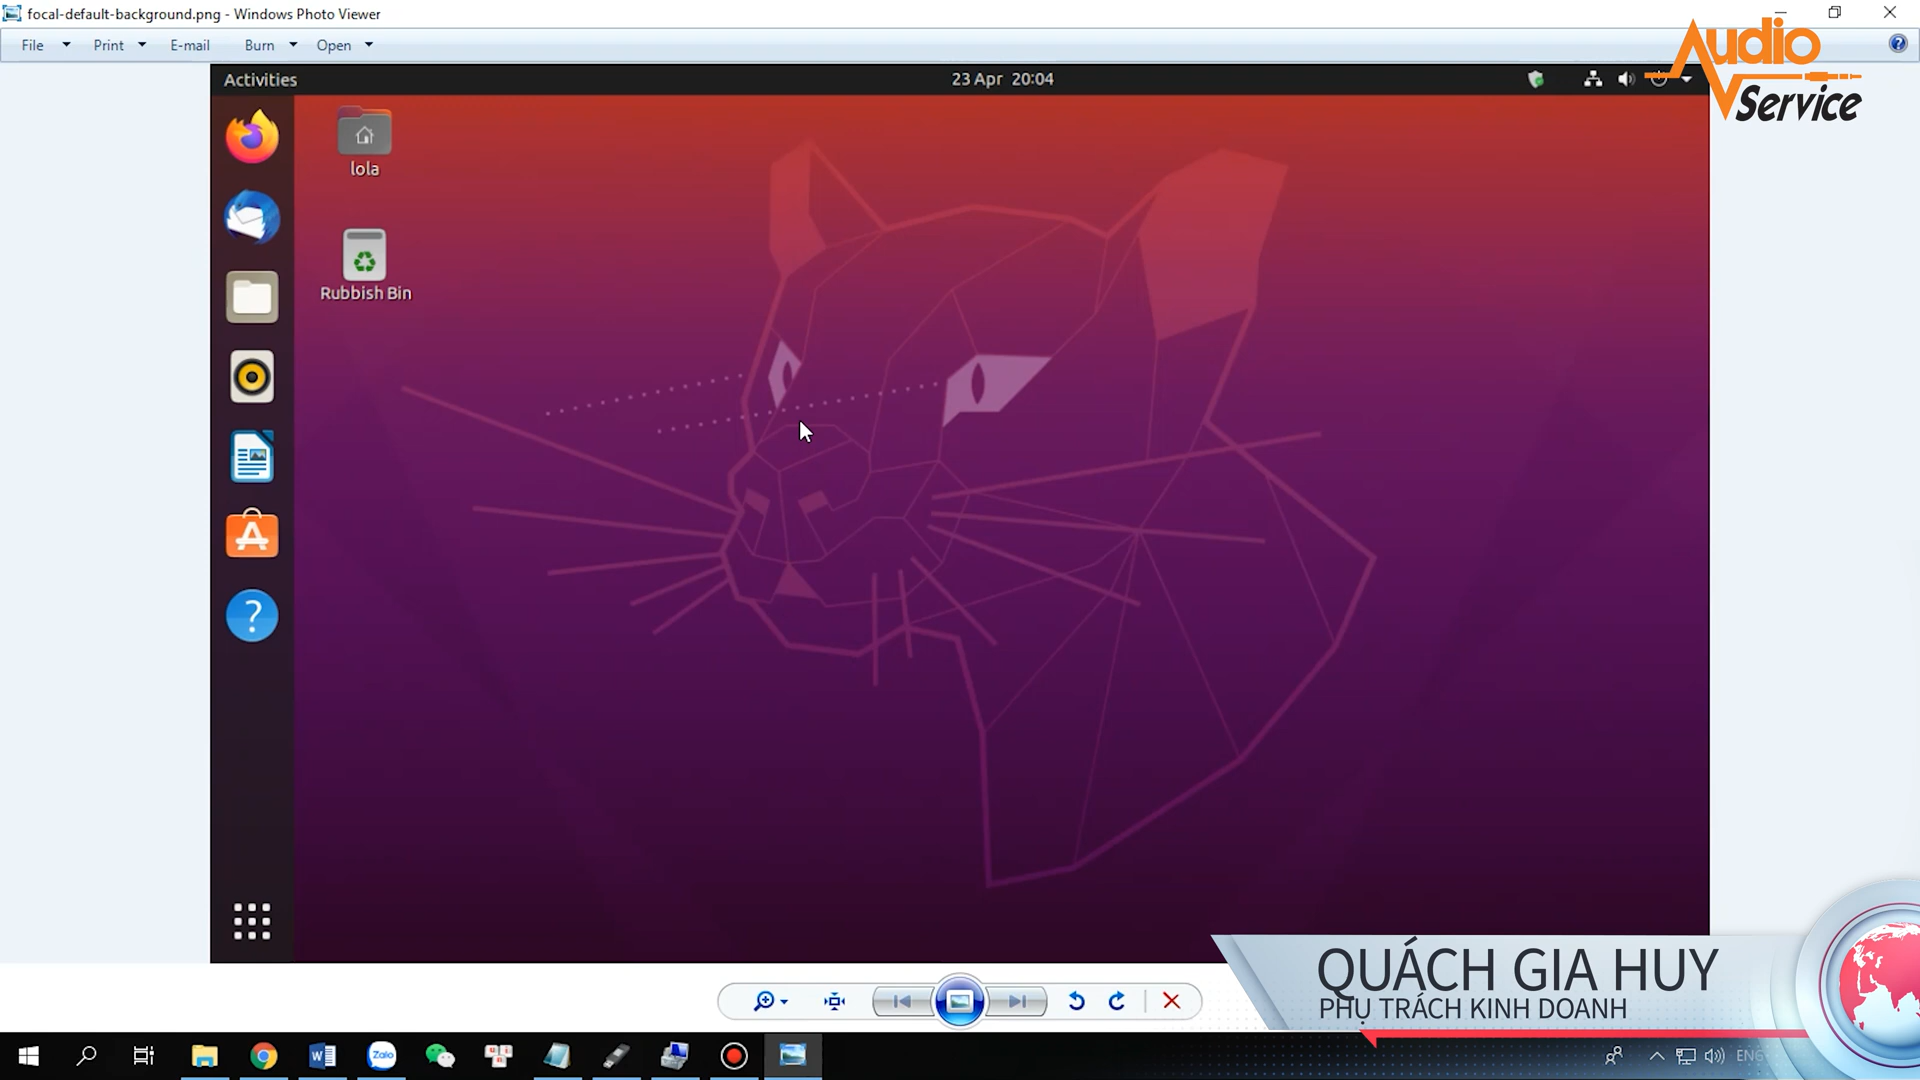 focal-default-background.png - Windows Photo Viewer
File Print E-mail Burn Open
Audio
Service
Activities
23 Apr 20:04
lola
Rubbish Bin
QUÁCH GIA HUY
PHỤ TRÁCH KINH DOANH
Zalo
ENG